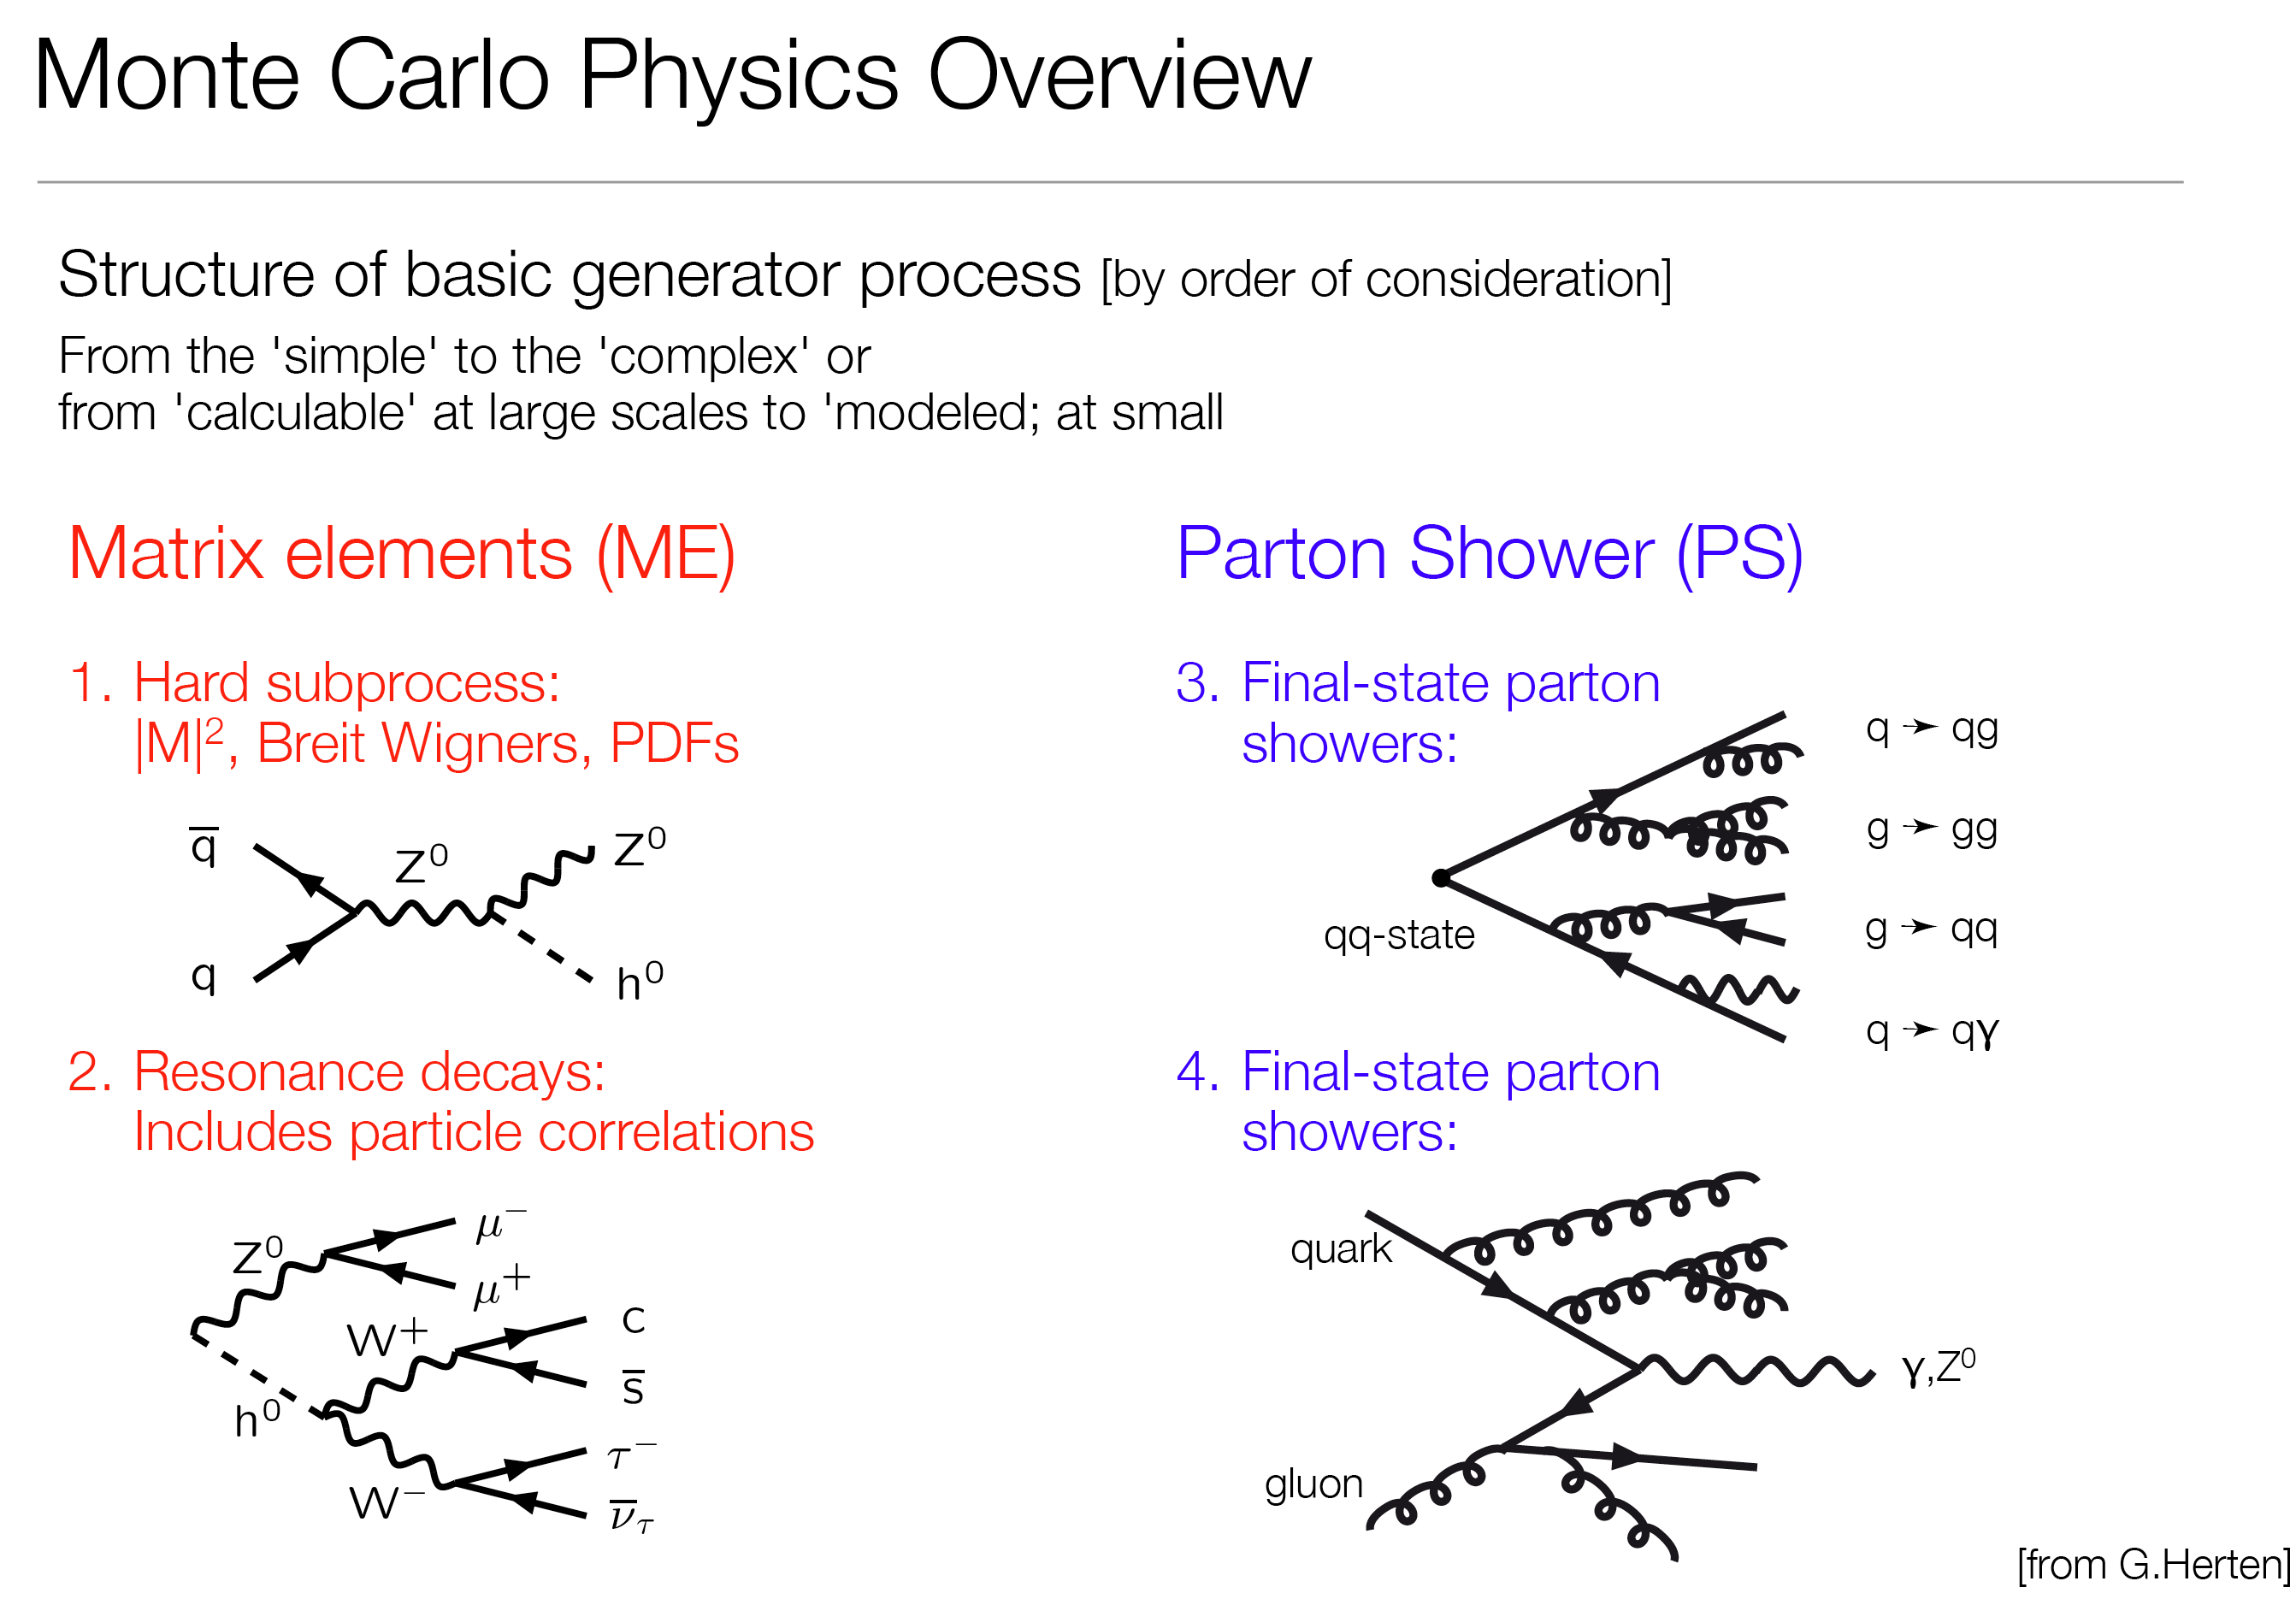 Monte Carlo Physics Overview
Structure of basic generator process [by order of consideration]
From the 'simple' to the 'complex' or
from 'calculable' at large scales to 'modeled; at small
Matrix elements (ME)
1. Hard subprocess:
|M|², Breit Wigners, PDFs
q̅
Z⁰
Z⁰
q
h⁰
2. Resonance decays:
Includes particle correlations
Z⁰
μ⁻
μ⁺
W⁺
c
s̅
h⁰
W⁻
τ⁻
ν̅τ
Parton Shower (PS)
3. Final-state parton
showers:
q → qg
g → gg
qq-state
g → qq
q → qγ
4. Final-state parton
showers:
quark
γ,Z⁰
gluon
[from G.Herten]